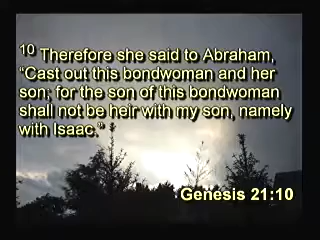 10 Therefore she said to Abraham,
“Cast out this bondwoman and her
son; for the son of this bondwoman
shall not be heir with my son, namely
with Isaac.”
Genesis 21:10